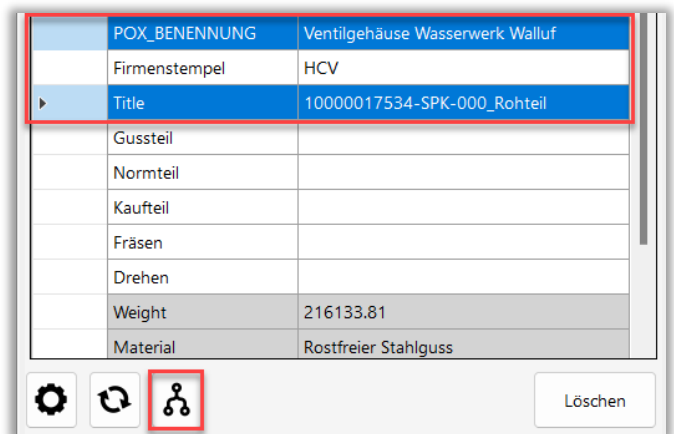 POX_BENENNUNG Ventilgehäuse Wasserwerk Walluf
Firmenstempel HCV
Title 10000017534-SPK-000_Rohteil
Gussteil
Normteil
Kaufteil
Fräsen
Drehen
Weight 216133.81
Material Rostfreier Stahlguss
Löschen